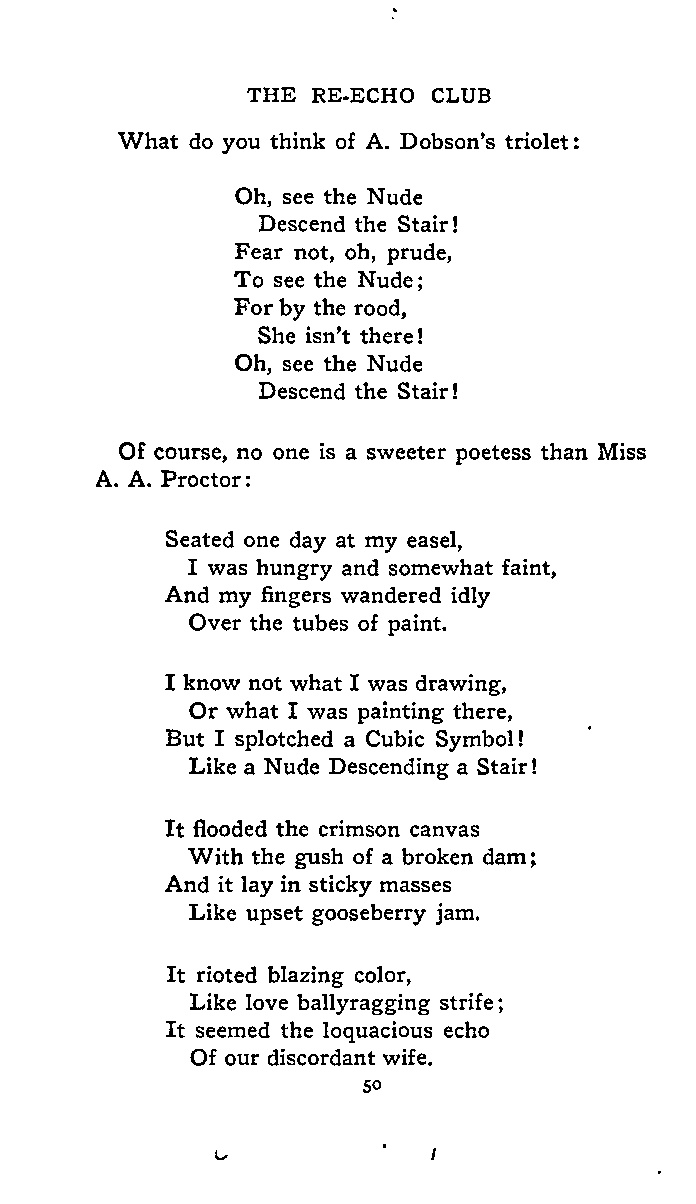 THE RE-ECHO CLUB
What do you think of A. Dobson's triolet:
Oh, see the Nude
Descend the Stair!
Fear not, oh, prude,
To see the Nude;
For by the rood,
She isn't there!
Oh, see the Nude
Descend the Stair!
Of course, no one is a sweeter poetess than Miss
A. A. Proctor:
Seated one day at my easel,
I was hungry and somewhat faint,
And my fingers wandered idly
Over the tubes of paint.
I know not what I was drawing,
Or what I was painting there,
But I splotched a Cubic Symbol!
Like a Nude Descending a Stair!
It flooded the crimson canvas
With the gush of a broken dam;
And it lay in sticky masses
Like upset gooseberry jam.
It rioted blazing color,
Like love ballyragging strife;
It seemed the loquacious echo
Of our discordant wife.
50